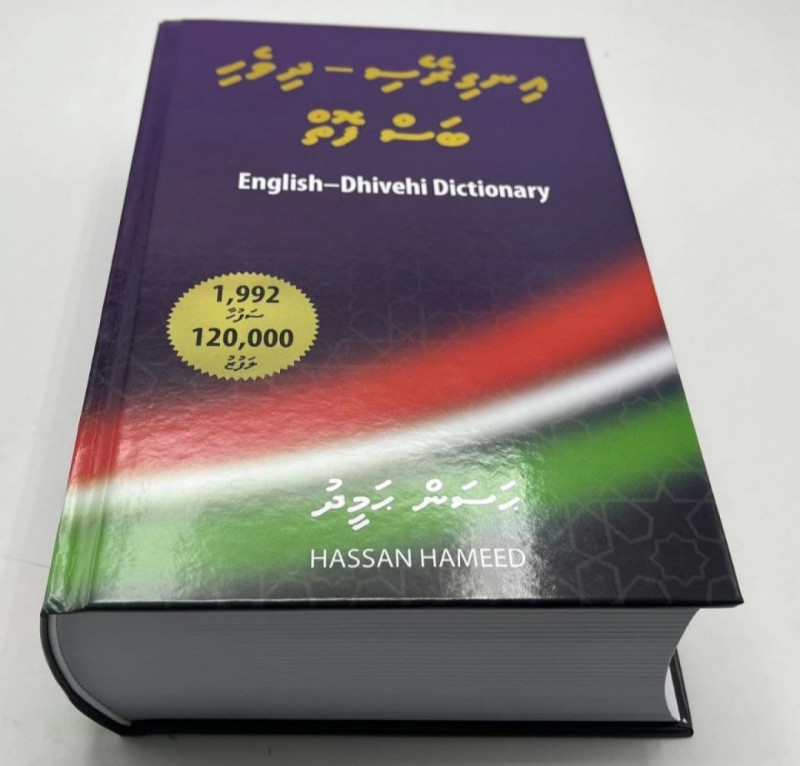 އިނގިރޭސި – ދިވެހި
ބަސް ފޮތް
English–Dhivehi Dictionary
1,992
ސަފުޙާ
120,000
ލަފުޒު
ޙަސަން ޙަމީދު
HASSAN HAMEED